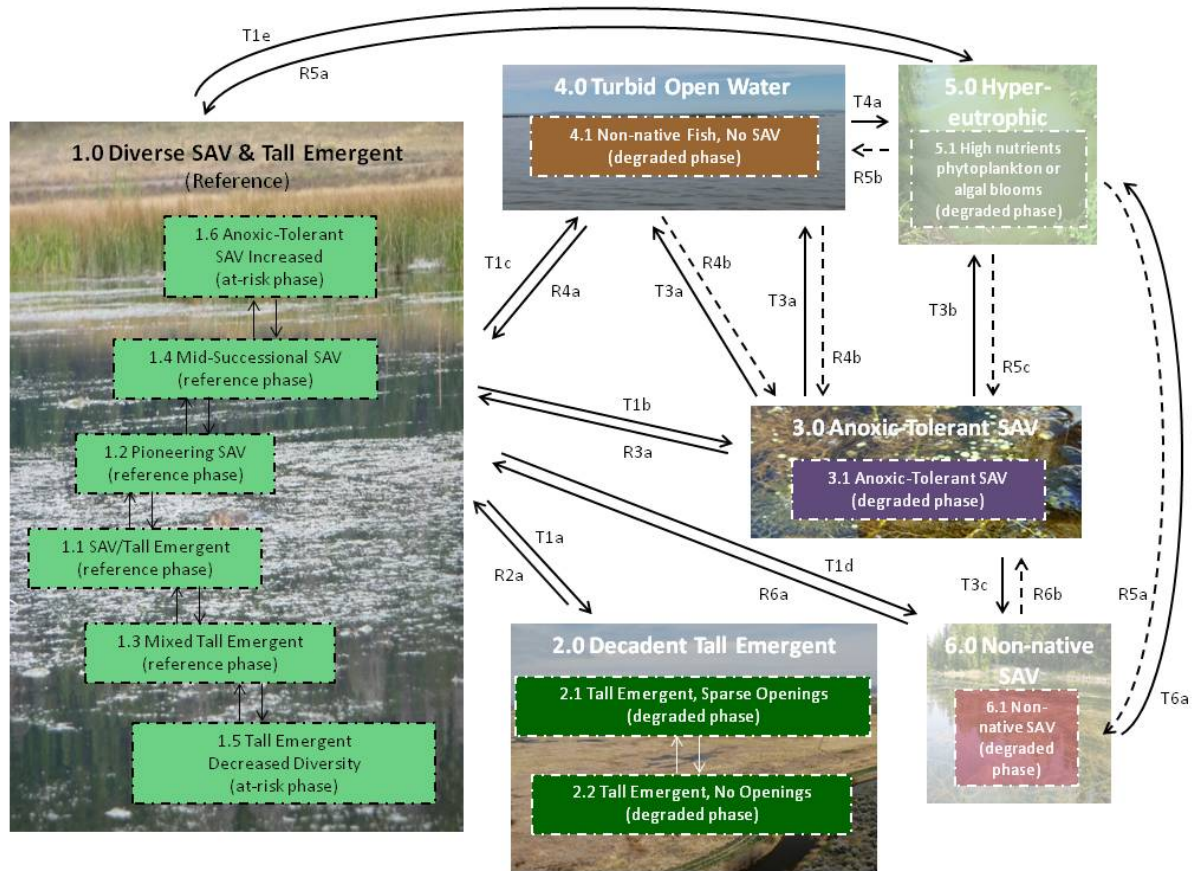 T1e
R5a
1.0 Diverse SAV & Tall Emergent
(Reference)
1.6 Anoxic-Tolerant
SAV Increased
(at-risk phase)
1.4 Mid-Successional SAV
(reference phase)
1.2 Pioneering SAV
(reference phase)
1.1 SAV/Tall Emergent
(reference phase)
1.3 Mixed Tall Emergent
(reference phase)
1.5 Tall Emergent
Decreased Diversity
(at-risk phase)
4.0 Turbid Open Water
4.1 Non-native Fish, No SAV
(degraded phase)
T4a
R5b
5.0 Hyper-
eutrophic
5.1 High nutrients
phytoplankton or
algal blooms
(degraded phase)
T1c
R4a
R4b
T3a
T3a
R4b
T3b
R5c
T1b
R3a
3.0 Anoxic-Tolerant SAV
3.1 Anoxic-Tolerant SAV
(degraded phase)
T1a
R2a
T1d
R6a
T3c
R6b
R5a
T6a
2.0 Decadent Tall Emergent
2.1 Tall Emergent, Sparse Openings
(degraded phase)
2.2 Tall Emergent, No Openings
(degraded phase)
6.0 Non-native
SAV
6.1 Non-
native SAV
(degraded
phase)